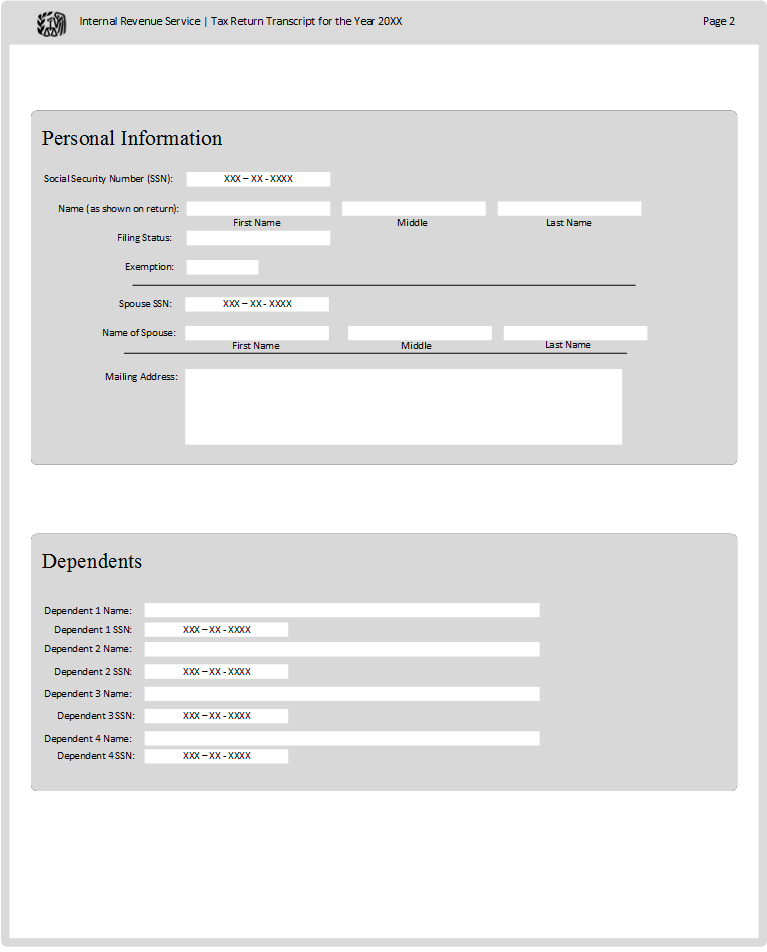 Internal Revenue Service | Tax Return Transcript for the Year 20XX Page 2
Personal Information
Social Security Number (SSN): XXX – XX - XXXX
Name (as shown on return):
First Name Middle Last Name
Filing Status:
Exemption:
Spouse SSN: XXX – XX - XXXX
Name of Spouse:
First Name Middle Last Name
Mailing Address:
Dependents
Dependent 1 Name:
Dependent 1 SSN: XXX – XX - XXXX
Dependent 2 Name:
Dependent 2 SSN: XXX – XX - XXXX
Dependent 3 Name:
Dependent 3 SSN: XXX – XX - XXXX
Dependent 4 Name:
Dependent 4 SSN: XXX – XX - XXXX